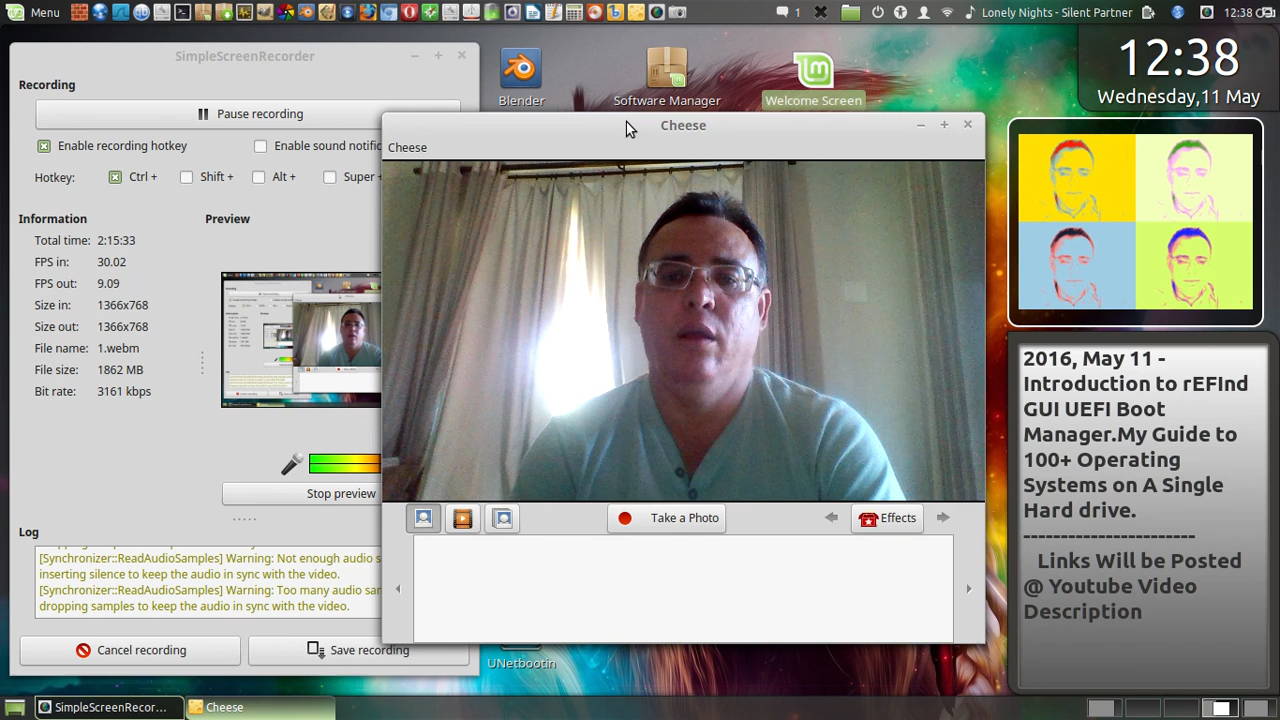 Menu
1
Lonely Nights - Silent Partner
12:38
SimpleScreenRecorder
Recording
Pause recording
Enable recording hotkey
Enable sound notific
Hotkey:
Ctrl +
Shift +
Alt +
Super +
Information
Preview
Total time: 2:15:33
FPS in: 30.02
FPS out: 9.09
Size in: 1366x768
Size out: 1366x768
File name: 1.webm
File size: 1862 MB
Bit rate: 3161 kbps
Stop preview
Log
[Synchronizer::ReadAudioSamples] Warning: Not enough audio s
inserting silence to keep the audio in sync with the video.
[Synchronizer::ReadAudioSamples] Warning: Too many audio sam
dropping samples to keep the audio in sync with the video.
Cancel recording
Save recording
Blender
Software Manager
Welcome Screen
Cheese
Cheese
Take a Photo
Effects
UNetbootin
12:38
Wednesday,11 May
2016, May 11 -
Introduction to rEFInd
GUI UEFI Boot
Manager.My Guide to
100+ Operating
Systems on A Single
Hard drive.
-----------------------
Links Will be Posted
@ Youtube Video
Description
SimpleScreenRecor...
Cheese